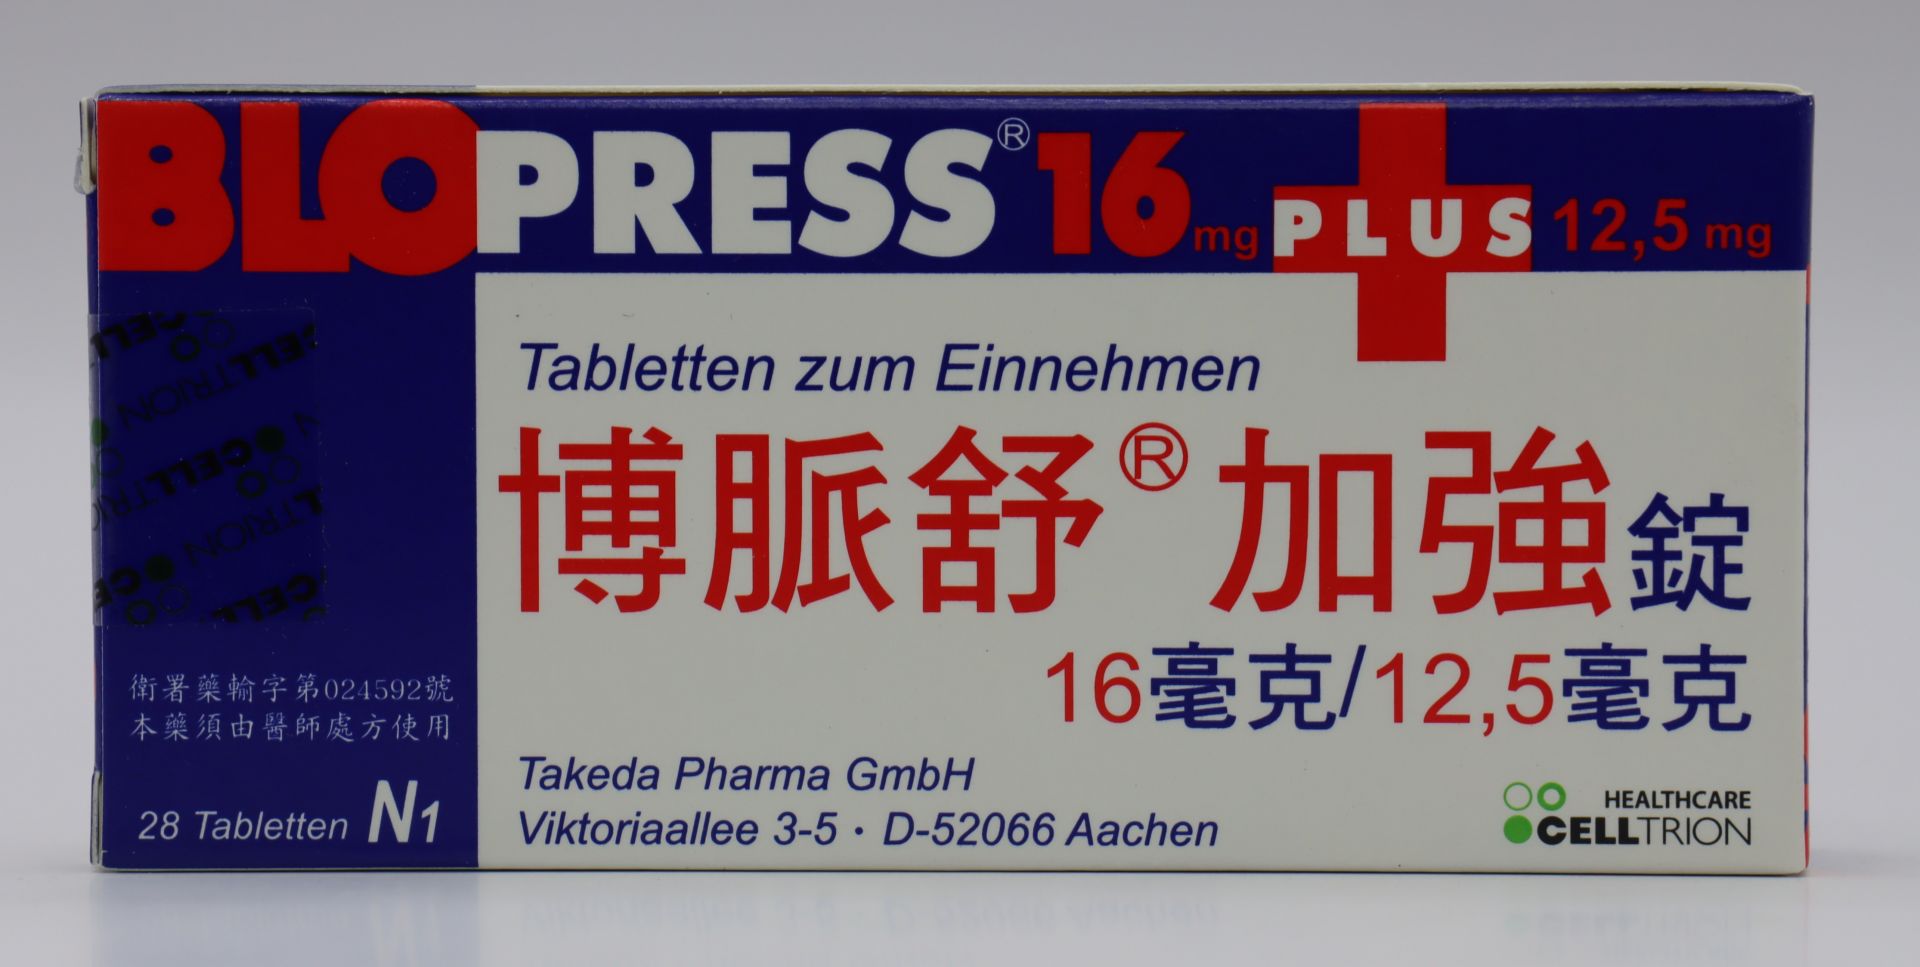 BLOPRESS® 16 mg PLUS 12,5 mg
Tabletten zum Einnehmen
博脈舒® 加強錠
16毫克/12,5毫克
衛署藥輸字第024592號
本藥須由醫師處方使用
28 Tabletten N1
Takeda Pharma GmbH
Viktoriaallee 3-5 · D-52066 Aachen
HEALTHCARE
CELLTRION
CELLTRION
CELLTRION
CELLTRION